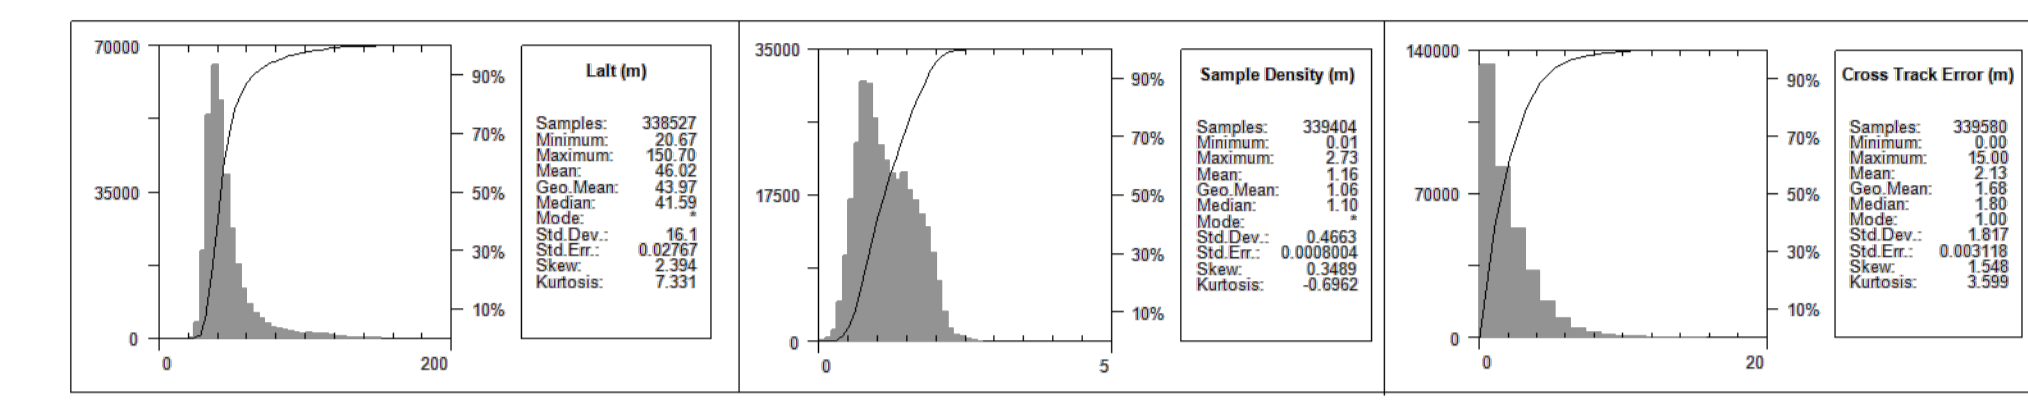 70000
35000
0
0
200
90%
70%
50%
30%
10%
Lalt (m)
Samples: 338527
Minimum: 20.67
Maximum: 150.70
Mean: 46.02
Geo.Mean: 43.97
Median: 41.59
Mode: *
Std.Dev.: 16.1
Std.Err.: 0.02767
Skew: 2.394
Kurtosis: 7.331
35000
17500
0
0
5
90%
70%
50%
30%
10%
Sample Density (m)
Samples: 339404
Minimum: 0.01
Maximum: 2.73
Mean: 1.16
Geo.Mean: 1.06
Median: 1.10
Mode: *
Std.Dev.: 0.4663
Std.Err.: 0.0008004
Skew: 0.3489
Kurtosis: -0.6962
140000
70000
0
0
20
90%
70%
50%
30%
10%
Cross Track Error (m)
Samples: 339580
Minimum: 0.00
Maximum: 15.00
Mean: 2.13
Geo.Mean: 1.68
Median: 1.80
Mode: 1.00
Std.Dev.: 1.817
Std.Err.: 0.003118
Skew: 1.548
Kurtosis: 3.599